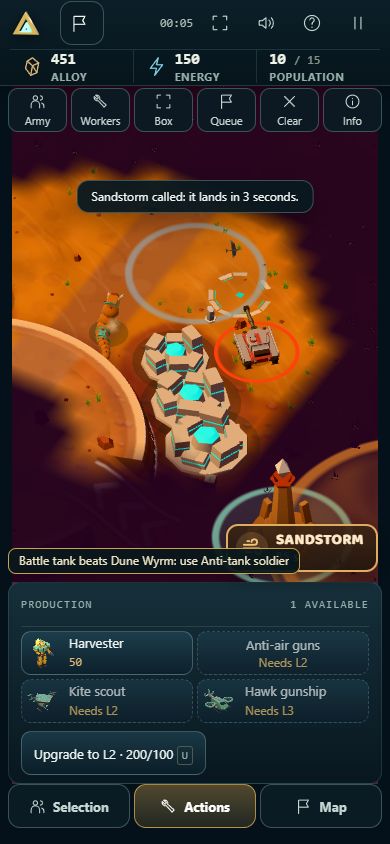 00:05
451
ALLOY
150
ENERGY
10 / 15
POPULATION
Army
Workers
Box
Queue
Clear
Info
Sandstorm called: it lands in 3 seconds.
SANDSTORM
Battle tank beats Dune Wyrm: use Anti-tank soldier
PRODUCTION
1 AVAILABLE
Harvester
50
Anti-air guns
Needs L2
Kite scout
Needs L2
Hawk gunship
Needs L3
Upgrade to L2 · 200/100 U
Selection
Actions
Map